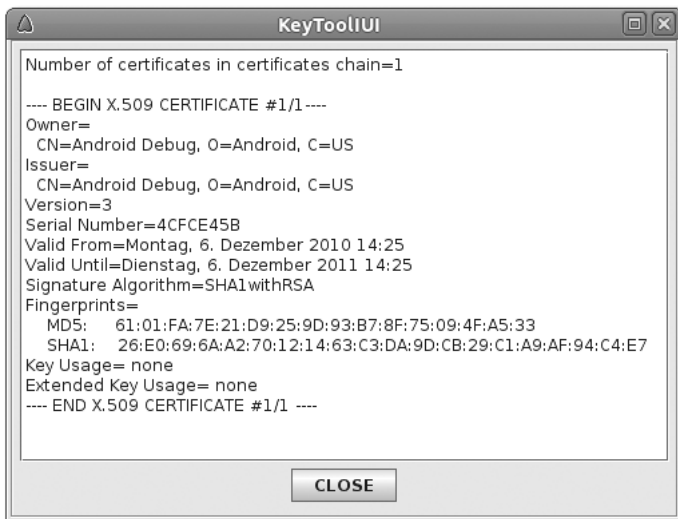 KeyToolIUI
Number of certificates in certificates chain=1
---- BEGIN X.509 CERTIFICATE #1/1----
Owner=
CN=Android Debug, O=Android, C=US
Issuer=
CN=Android Debug, O=Android, C=US
Version=3
Serial Number=4CFCE45B
Valid From=Montag, 6. Dezember 2010 14:25
Valid Until=Dienstag, 6. Dezember 2011 14:25
Signature Algorithm=SHA1withRSA
Fingerprints=
MD5: 61:01:FA:7E:21:D9:25:9D:93:B7:8F:75:09:4F:A5:33
SHA1: 26:E0:69:6A:A2:70:12:14:63:C3:DA:9D:CB:29:C1:A9:AF:94:C4:E7
Key Usage= none
Extended Key Usage= none
---- END X.509 CERTIFICATE #1/1 ----
CLOSE